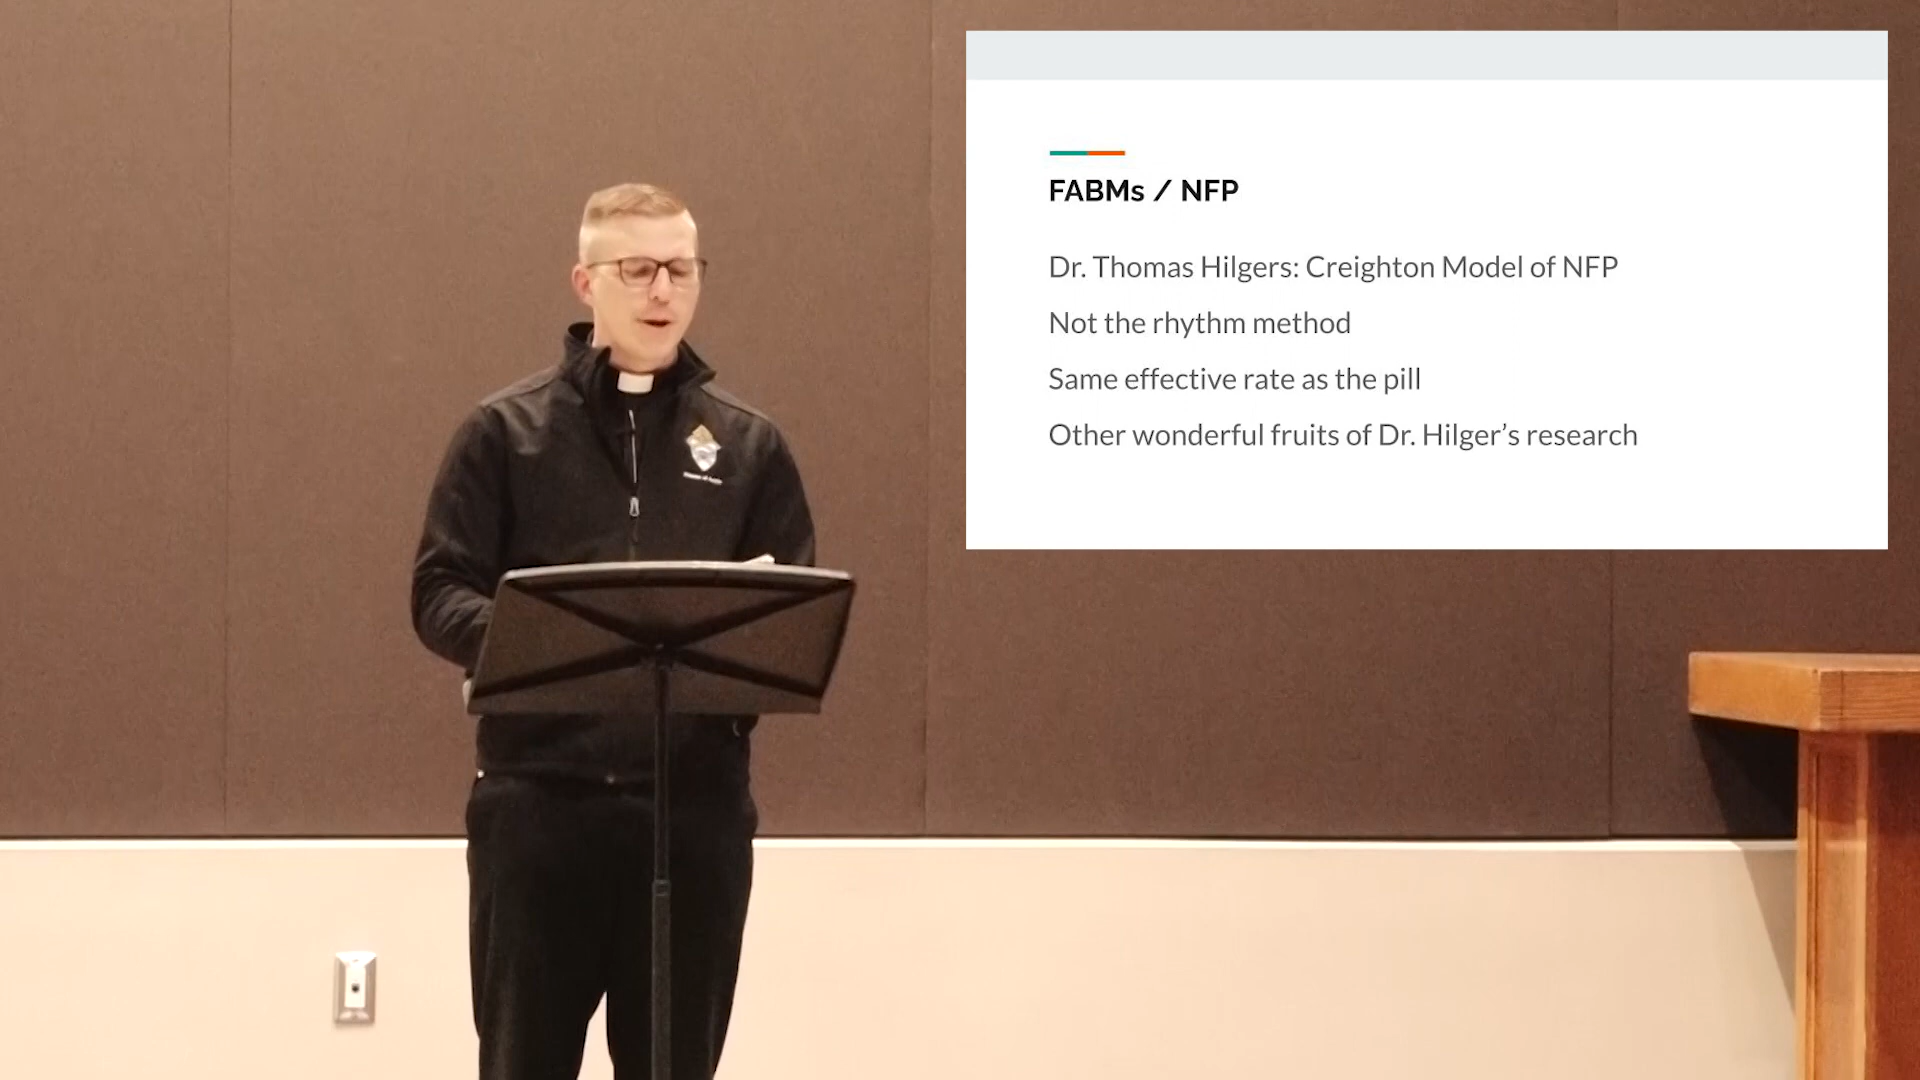 FABMs / NFP
Dr. Thomas Hilgers: Creighton Model of NFP
Not the rhythm method
Same effective rate as the pill
Other wonderful fruits of Dr. Hilger’s research